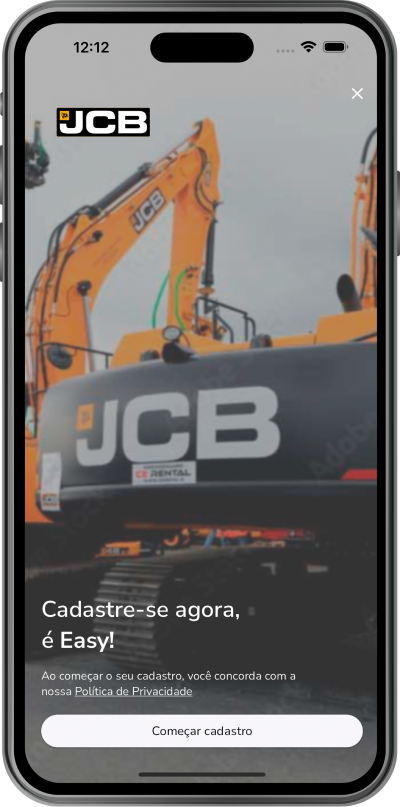 12:12
JCB
JCB
JCB
CE RENTAL
Cadastre-se agora,
é Easy!
Ao começar o seu cadastro, você concorda com a
nossa Política de Privacidade
Começar cadastro